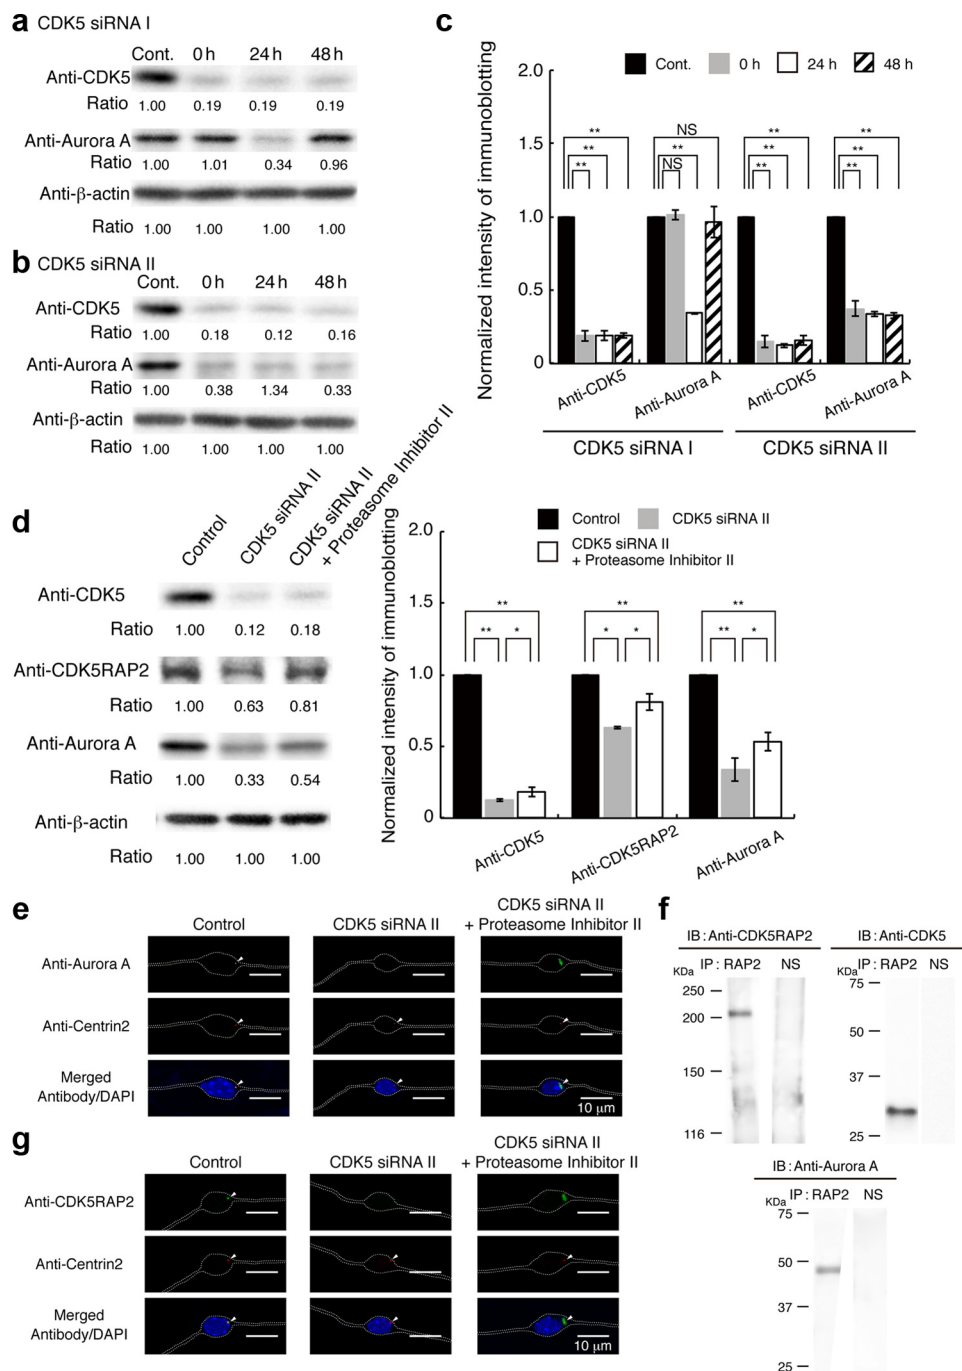 a CDK5 siRNA I
Cont. 0 h 24 h 48 h
Anti-CDK5
Ratio 1.00 0.19 0.19 0.19
Anti-Aurora A
Ratio 1.00 1.01 0.34 0.96
Anti-β-actin
Ratio 1.00 1.00 1.00 1.00
b CDK5 siRNA II
Cont. 0 h 24 h 48 h
Anti-CDK5
Ratio 1.00 0.18 0.12 0.16
Anti-Aurora A
Ratio 1.00 0.38 1.34 0.33
Anti-β-actin
Ratio 1.00 1.00 1.00 1.00
c
Cont. 0 h 24 h 48 h
Normalized intensity of immunoblotting
2.0
1.5
1.0
0.5
0
** ** **
NS ** NS
** ** **
** ** **
Anti-CDK5 Anti-Aurora A Anti-CDK5 Anti-Aurora A
CDK5 siRNA I CDK5 siRNA II
d
Control
CDK5 siRNA II
CDK5 siRNA II
+ Proteasome Inhibitor II
Anti-CDK5
Ratio 1.00 0.12 0.18
Anti-CDK5RAP2
Ratio 1.00 0.63 0.81
Anti-Aurora A
Ratio 1.00 0.33 0.54
Anti-β-actin
Ratio 1.00 1.00 1.00
Control CDK5 siRNA II
CDK5 siRNA II
+ Proteasome Inhibitor II
Normalized intensity of immunoblotting
2.0
1.5
1.0
0.5
0
** ** *
** * *
** ** *
Anti-CDK5 Anti-CDK5RAP2 Anti-Aurora A
e
Control CDK5 siRNA II CDK5 siRNA II
+ Proteasome Inhibitor II
Anti-Aurora A
Anti-Centrin2
Merged
Antibody/DAPI
10 μm
f
IB : Anti-CDK5RAP2
KDa IP : RAP2 NS
250
200
150
116
IB : Anti-CDK5
KDa IP : RAP2 NS
75
50
37
25
IB : Anti-Aurora A
KDa IP : RAP2 NS
75
50
37
25
g
Control CDK5 siRNA II CDK5 siRNA II
+ Proteasome Inhibitor II
Anti-CDK5RAP2
Anti-Centrin2
Merged
Antibody/DAPI
10 μm